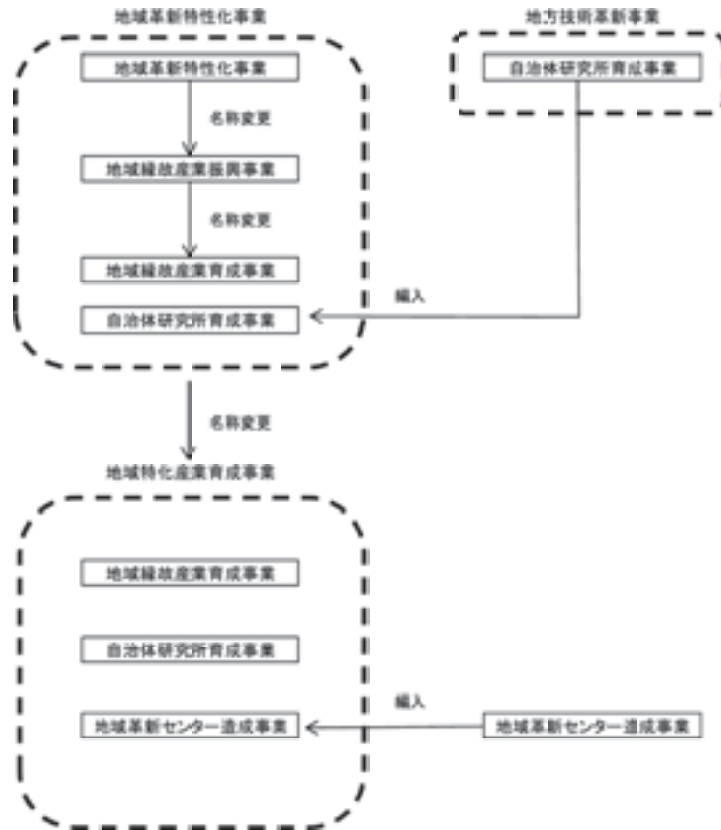 地域革新特性化事業
地方技術革新事業
地域革新特性化事業
自治体研究所育成事業
名称変更
地域縁故産業振興事業
名称変更
地域縁故産業育成事業
編入
自治体研究所育成事業
名称変更
地域特化産業育成事業
地域縁故産業育成事業
自治体研究所育成事業
編入
地域革新センター造成事業
地域革新センター造成事業